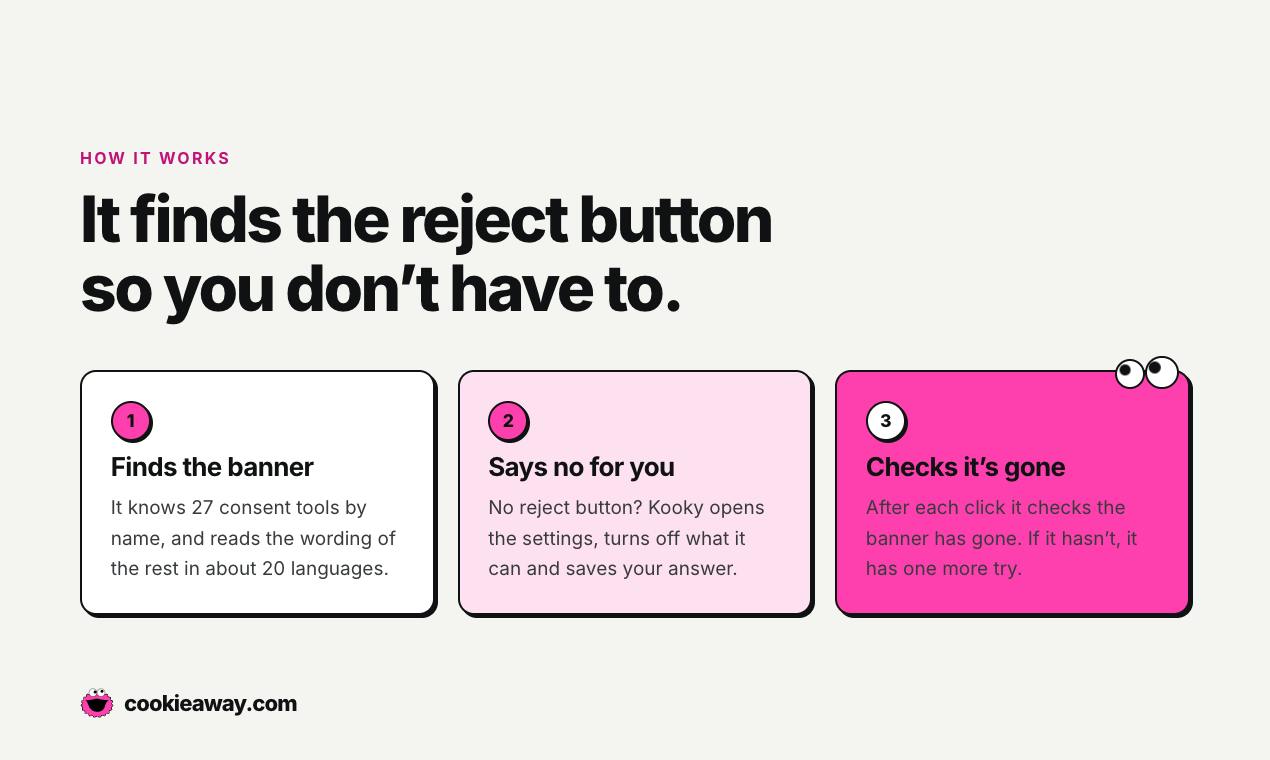 HOW IT WORKS
It finds the reject button
so you don’t have to.
1
Finds the banner
It knows 27 consent tools by
name, and reads the wording of
the rest in about 20 languages.
2
Says no for you
No reject button? Kooky opens
the settings, turns off what it
can and saves your answer.
3
Checks it’s gone
After each click it checks the
banner has gone. If it hasn’t, it
has one more try.
cookieaway.com